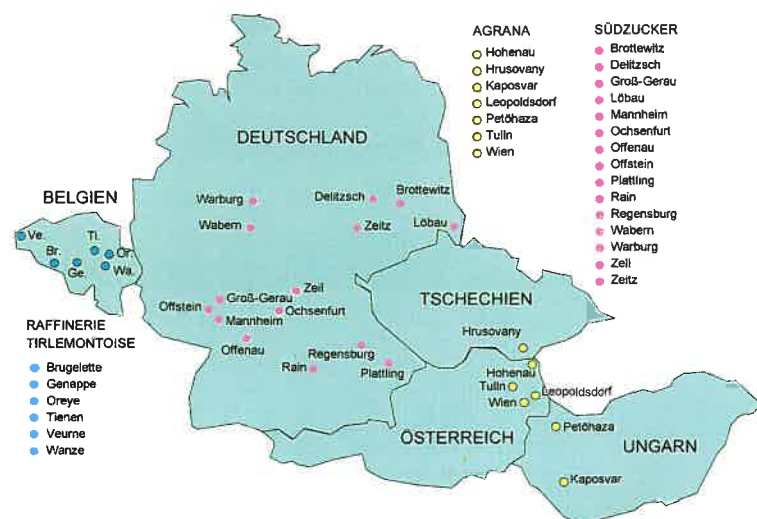 AGRANA
Hohenau
Hrusovany
Kaposvar
Leopoldsdorf
Petöhaza
Tulln
Wien
SÜDZUCKER
Brottewitz
Delitzsch
Groß-Gerau
Löbau
Mannheim
Ochsenfurt
Offenau
Offstein
Plattling
Rain
Regensburg
Wabern
Warburg
Zeil
Zeitz
DEUTSCHLAND
Warburg
Delitzsch
Brottewitz
Wabern
Zeitz
Löbau
BELGIEN
Ve.
Ti.
Br.
Or.
Ge.
Wa.
Zeil
Groß-Gerau
Offstein
Ochsenfurt
Mannheim
Offenau
Regensburg
Rain
Plattling
TSCHECHIEN
Hrusovany
Hohenau
Tulln
Leopoldsdorf
Wien
ÖSTERREICH
Petöhaza
UNGARN
Kaposvar
RAFFINERIE
TIRLEMONTOISE
Brugelette
Genappe
Oreye
Tienen
Veurne
Wanze